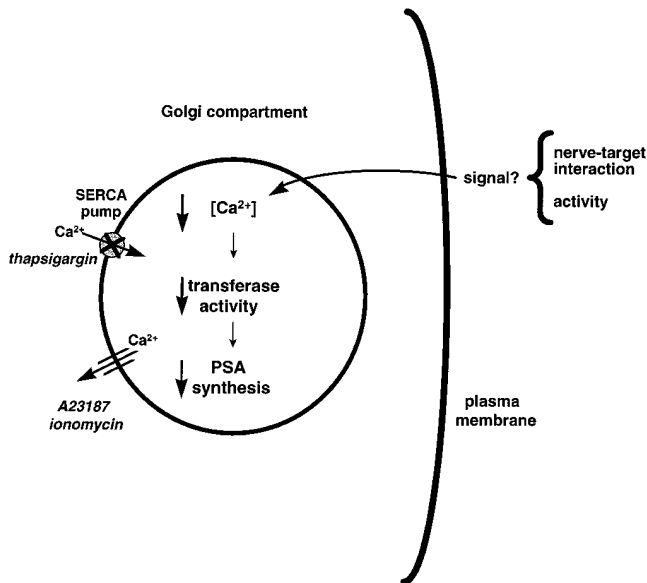 Golgi compartment
SERCA
pump
Ca²⁺
thapsigargin
[Ca²⁺]
transferase
activity
PSA
synthesis
Ca²⁺
A23187
ionomycin
signal?
nerve-target
interaction
activity
plasma
membrane